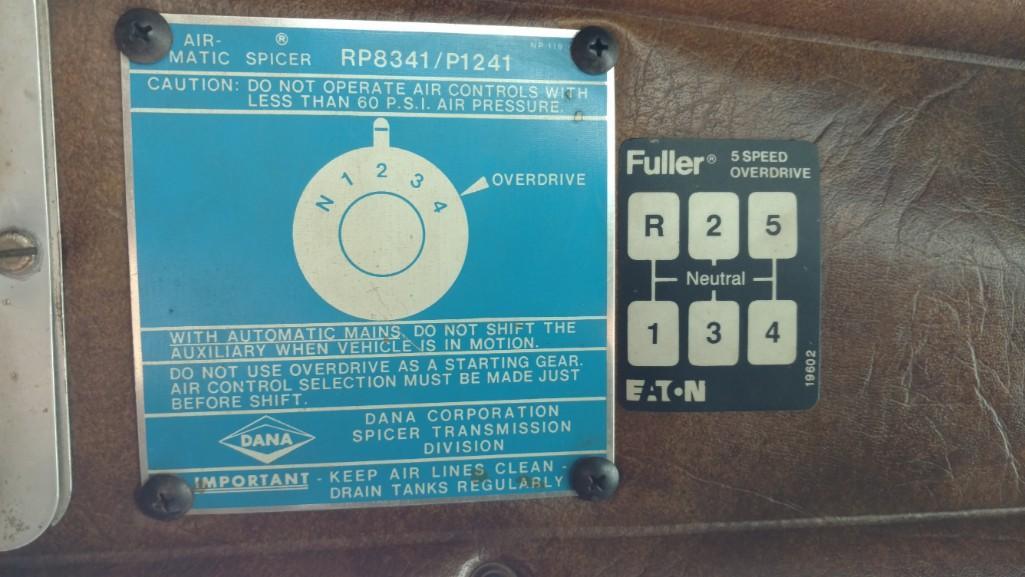 AIR- ®
MATIC SPICER RP8341/P1241
CAUTION: DO NOT OPERATE AIR CONTROLS WITH
LESS THAN 60 P.S.I. AIR PRESSURE.
N 1 2 3 4
OVERDRIVE
WITH AUTOMATIC MAINS, DO NOT SHIFT THE
AUXILIARY WHEN VEHICLE IS IN MOTION.
DO NOT USE OVERDRIVE AS A STARTING GEAR.
AIR CONTROL SELECTION MUST BE MADE JUST
BEFORE SHIFT.
DANA
DANA CORPORATION
SPICER TRANSMISSION
DIVISION
IMPORTANT - KEEP AIR LINES CLEAN -
DRAIN TANKS REGULARLY
Fuller® 5 SPEED
OVERDRIVE
R 2 5
Neutral
1 3 4
EATON
19602